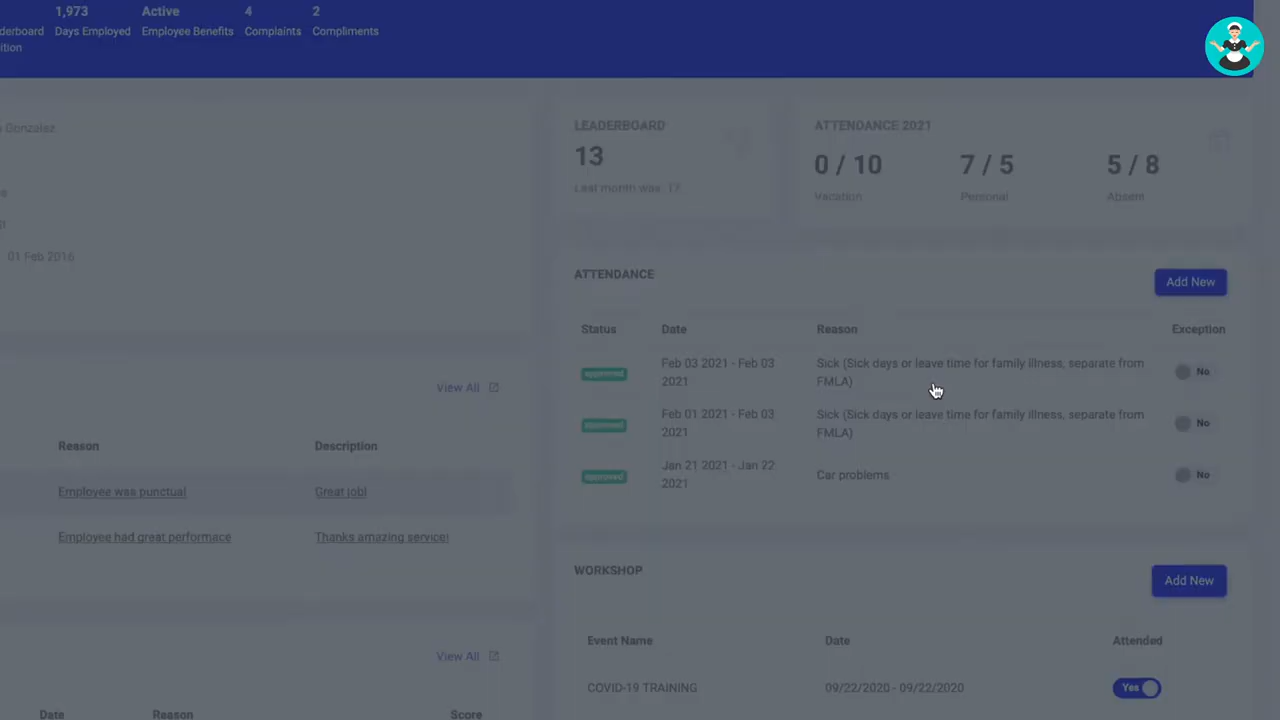 1,973
Active
4
2
Days Employed
Employee Benefits
Complaints
Compliments
Gonzalez
01 Feb 2016
LEADERBOARD
13
Last month was: 17
ATTENDANCE 2021
0 / 10
7 / 5
5 / 8
Vacation
Personal
Absent
ATTENDANCE
Add New
Status
Date
Reason
Exception
approved
Feb 03 2021 - Feb 03
2021
Sick (Sick days or leave time for family illness, separate from
FMLA)
No
approved
Feb 01 2021 - Feb 03
2021
Sick (Sick days or leave time for family illness, separate from
FMLA)
No
approved
Jan 21 2021 - Jan 22
2021
Car problems
No
View All
Reason
Description
Employee was punctual
Great job!
Employee had great performace
Thanks amazing service!
WORKSHOP
Add New
Event Name
Date
Attended
COVID-19 TRAINING
09/22/2020 - 09/22/2020
Yes
View All
Date
Reason
Score